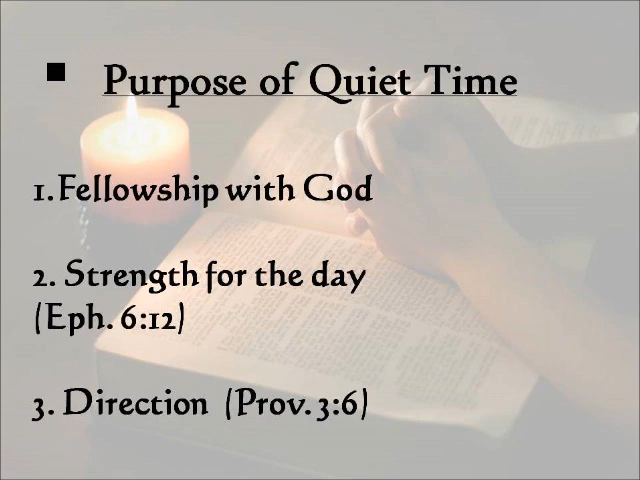 ▪ Purpose of Quiet Time
1. Fellowship with God
2. Strength for the day
(Eph. 6:12)
3. Direction (Prov. 3:6)